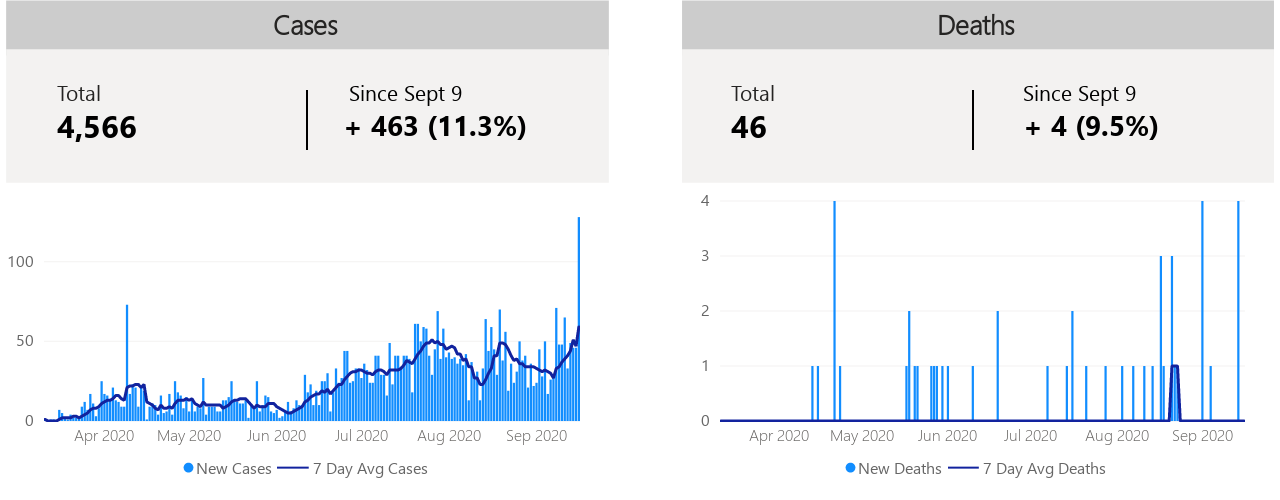 Cases
Total
4,566
Since Sept 9
+ 463 (11.3%)
100
50
0
Apr 2020 May 2020 Jun 2020 Jul 2020 Aug 2020 Sep 2020
New Cases 7 Day Avg Cases
Deaths
Total
46
Since Sept 9
+ 4 (9.5%)
4
3
2
1
0
Apr 2020 May 2020 Jun 2020 Jul 2020 Aug 2020 Sep 2020
New Deaths 7 Day Avg Deaths